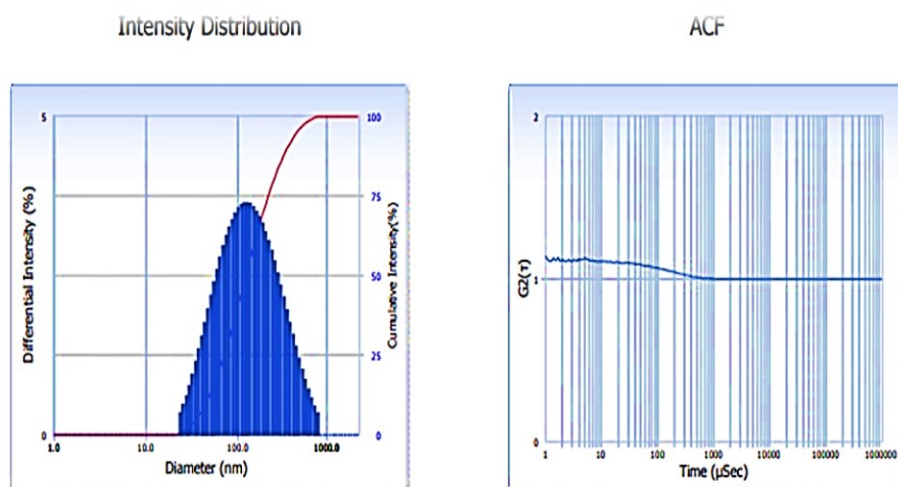 Intensity Distribution
ACF
5
0
Differential Intensity (%)
100
75
50
25
0
Cumulative Intensity(%)
1.0 10.0 100.0 1000.0
Diameter (nm)
2
1
0
G2(τ)
1 10 100 1000 10000 100000 1000000
Time (µSec)